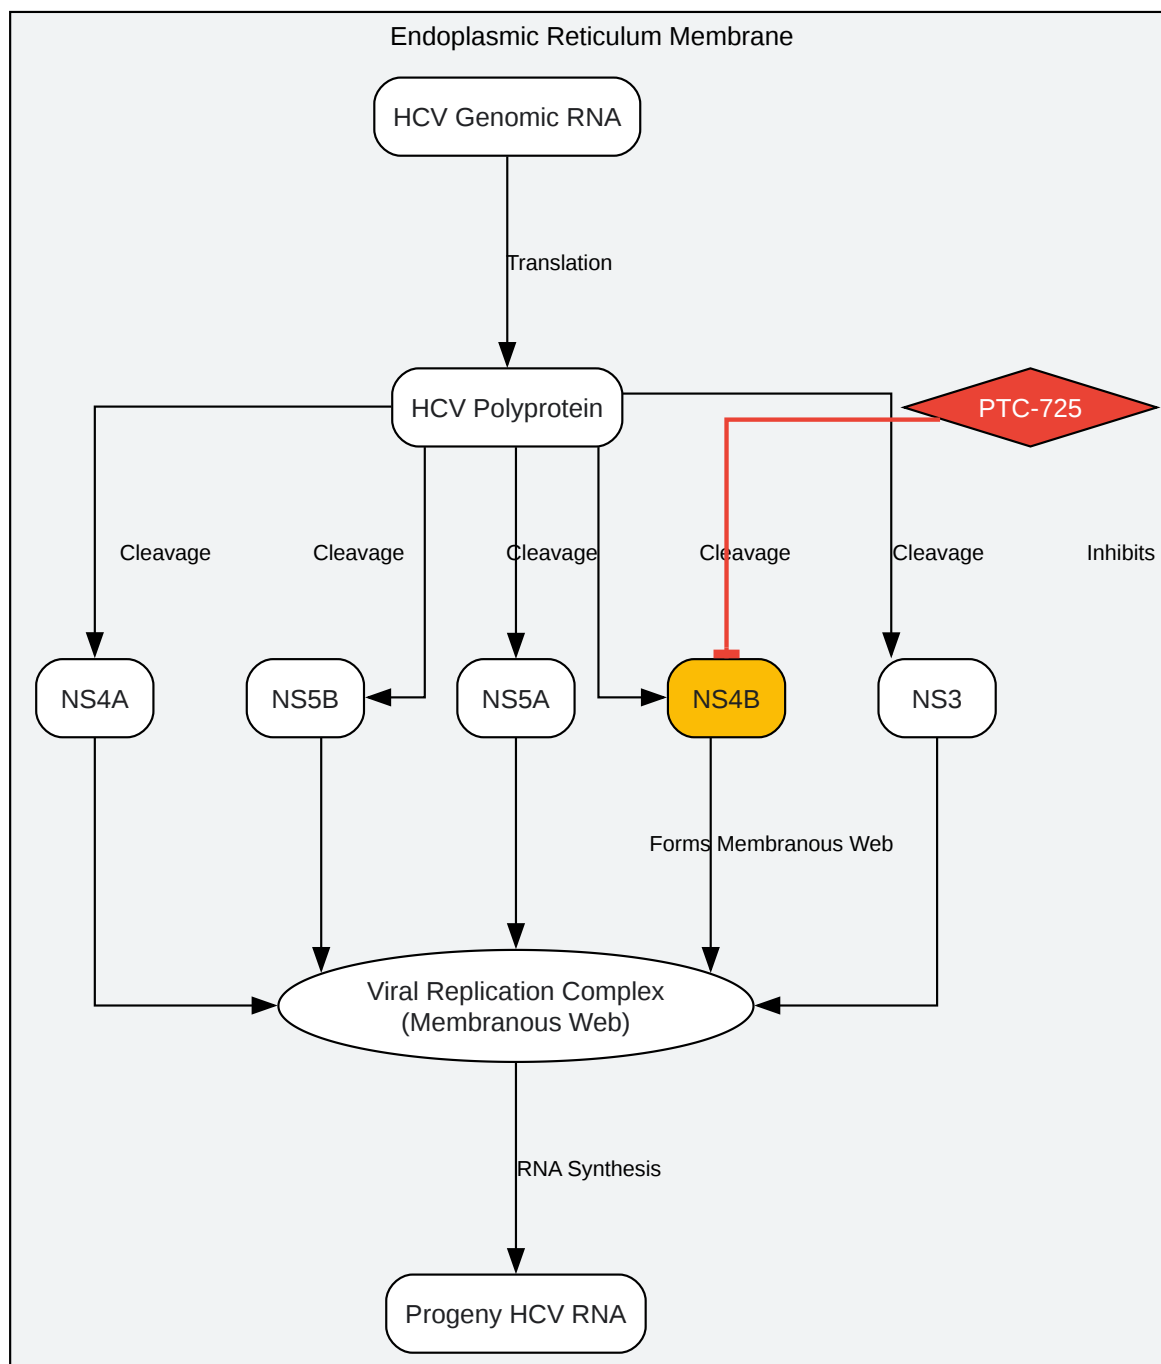 Endoplasmic Reticulum Membrane
HCV Genomic RNA
Translation
HCV Polyprotein
PTC-725
Cleavage
Cleavage
Cleavage
Cleavage
Cleavage
Inhibits
NS4A
NS5B
NS5A
NS4B
NS3
Forms Membranous Web
Viral Replication Complex
(Membranous Web)
RNA Synthesis
Progeny HCV RNA